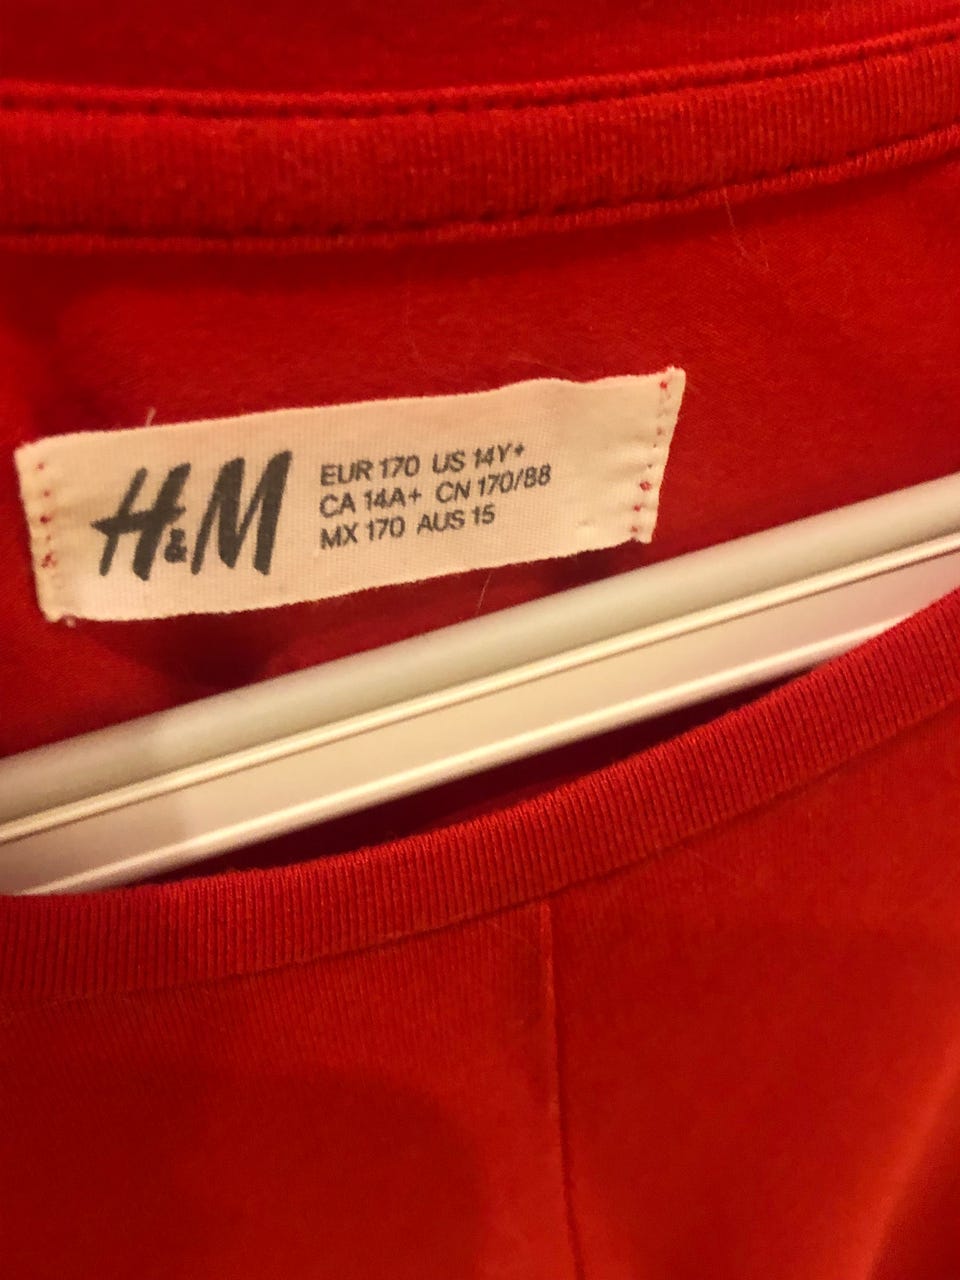 H&M
EUR 170 US 14Y+
CA 14A+ CN 170/88
MX 170 AUS 15